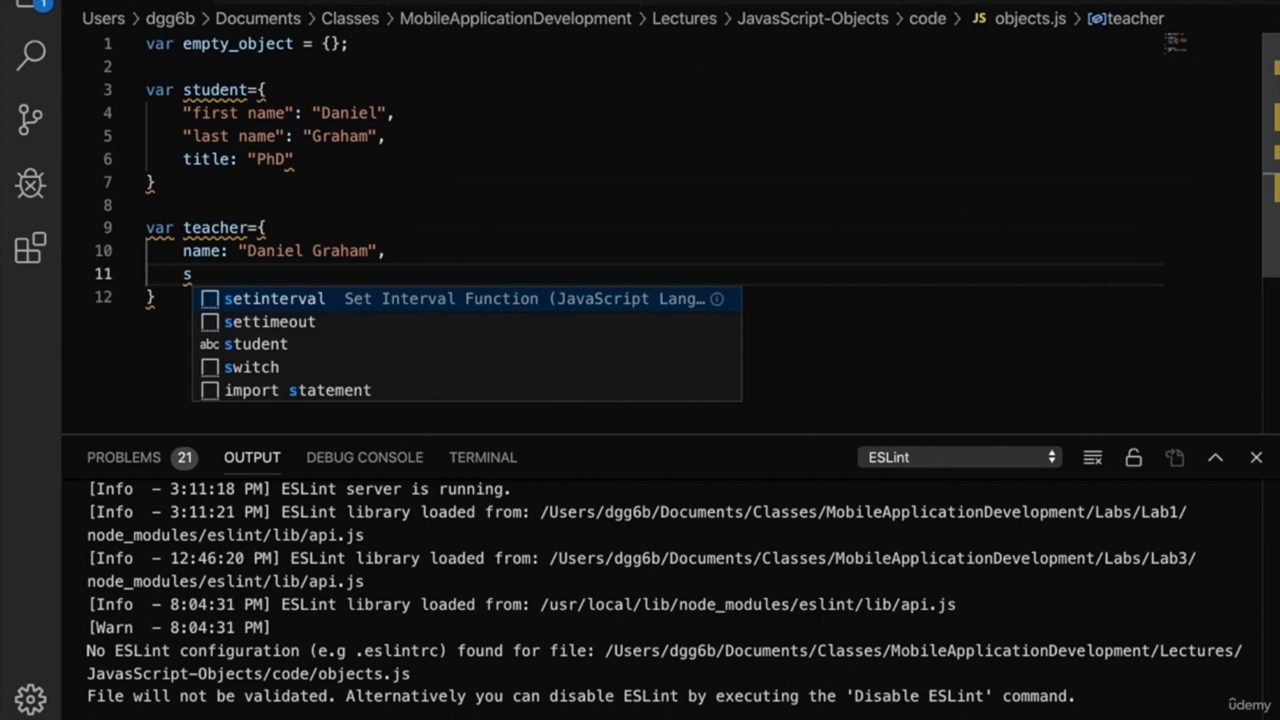 1
Users > dgg6b > Documents > Classes > MobileApplicationDevelopment > Lectures > JavasScript-Objects > code > JS objects.js > teacher
1 var empty_object = {};
2
3 var student={
4 "first name": "Daniel",
5 "last name": "Graham",
6 title: "PhD"
7 }
8
9 var teacher={
10 name: "Daniel Graham",
11 s
setinterval Set Interval Function (JavaScript Lang…
settimeout
abc student
switch
import statement
12 }
PROBLEMS 21 OUTPUT DEBUG CONSOLE TERMINAL ESLint
[Info - 3:11:18 PM] ESLint server is running.
[Info - 3:11:21 PM] ESLint library loaded from: /Users/dgg6b/Documents/Classes/MobileApplicationDevelopment/Labs/Lab1/
node_modules/eslint/lib/api.js
[Info - 12:46:20 PM] ESLint library loaded from: /Users/dgg6b/Documents/Classes/MobileApplicationDevelopment/Labs/Lab3/
node_modules/eslint/lib/api.js
[Info - 8:04:31 PM] ESLint library loaded from: /usr/local/lib/node_modules/eslint/lib/api.js
[Warn - 8:04:31 PM]
No ESLint configuration (e.g .eslintrc) found for file: /Users/dgg6b/Documents/Classes/MobileApplicationDevelopment/Lectures/
JavasScript-Objects/code/objects.js
File will not be validated. Alternatively you can disable ESLint by executing the 'Disable ESLint' command.
ûdemy